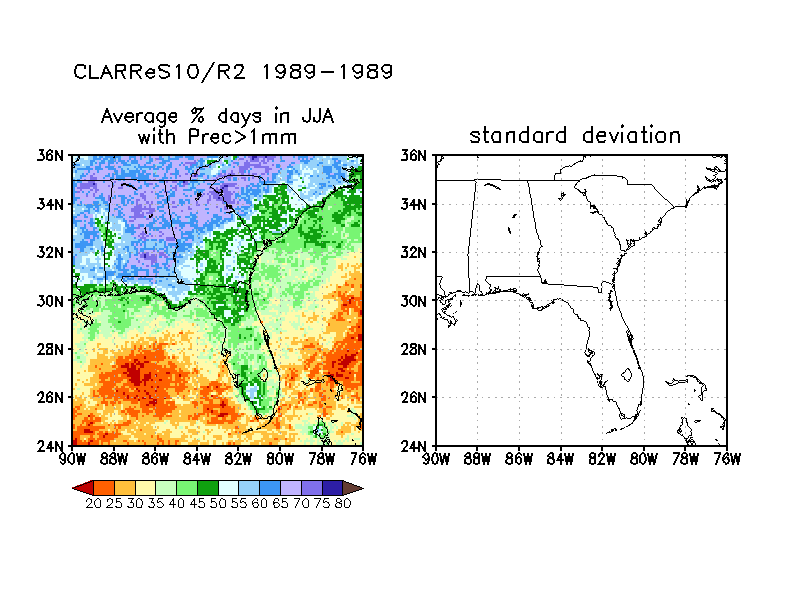 CLARReS10/R2 1989-1989
Average % days in JJA
with Prec>1mm
standard deviation
36N
34N
32N
30N
28N
26N
24N
90W 88W 86W 84W 82W 80W 78W 76W
36N
34N
32N
30N
28N
26N
24N
90W 88W 86W 84W 82W 80W 78W 76W
20 25 30 35 40 45 50 55 60 65 70 75 80